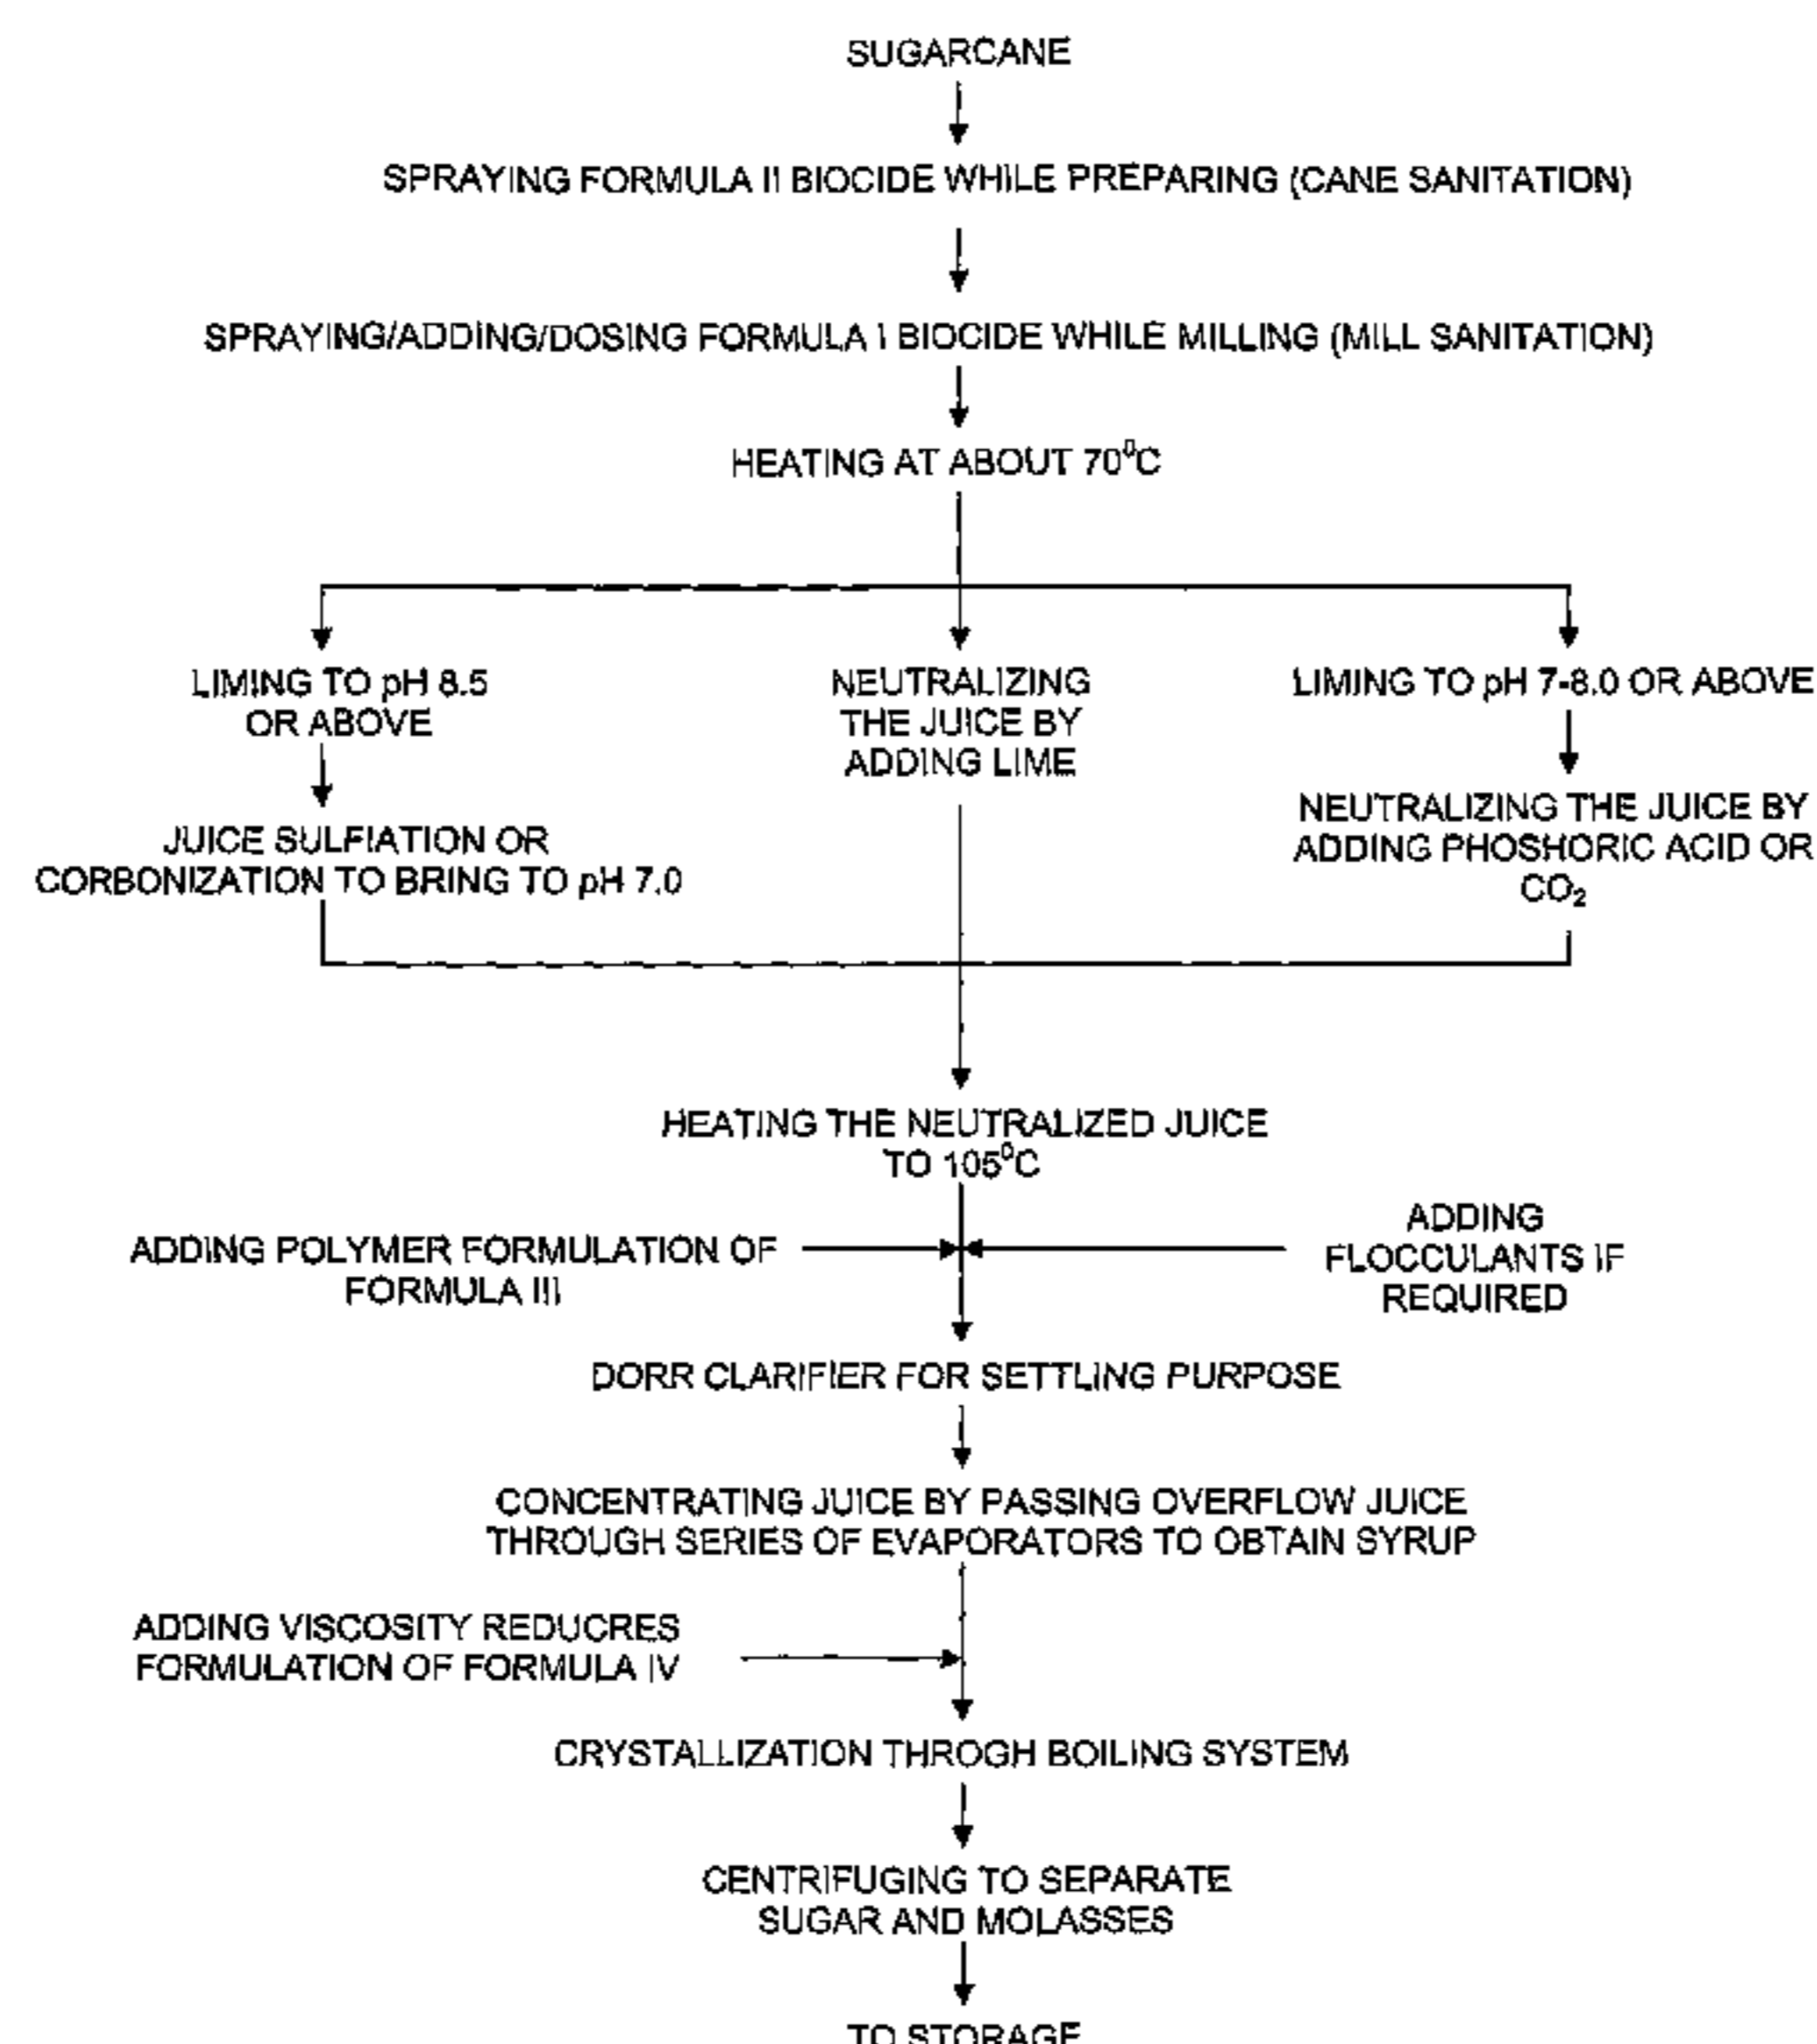 SUGARCANE
SPRAYING FORMULA II BIOCIDE WHILE PREPARING (CANE SANITATION)
SPRAYING/ADDING/DOSING FORMULA I BIOCIDE WHILE MILLING (MILL SANITATION)
HEATING AT ABOUT 70⁰C
LIMING TO pH 8.5
OR ABOVE
JUICE SULFIATION OR
CORBONIZATION TO BRING TO pH 7.0
NEUTRALIZING
THE JUICE BY
ADDING LIME
LIMING TO pH 7-8.0 OR ABOVE
NEUTRALIZING THE JUICE BY
ADDING PHOSHORIC ACID OR
CO₂
HEATING THE NEUTRALIZED JUICE
TO 105⁰C
ADDING POLYMER FORMULATION OF
FORMULA III
ADDING
FLOCCULANTS IF
REQUIRED
DORR CLARIFIER FOR SETTLING PURPOSE
CONCENTRATING JUICE BY PASSING OVERFLOW JUICE
THROUGH SERIES OF EVAPORATORS TO OBTAIN SYRUP
ADDING VISCOSITY REDUCRES
FORMULATION OF FORMULA IV
CRYSTALLIZATION THROGH BOILING SYSTEM
CENTRIFUGING TO SEPARATE
SUGAR AND MOLASSES
TO STORAGE